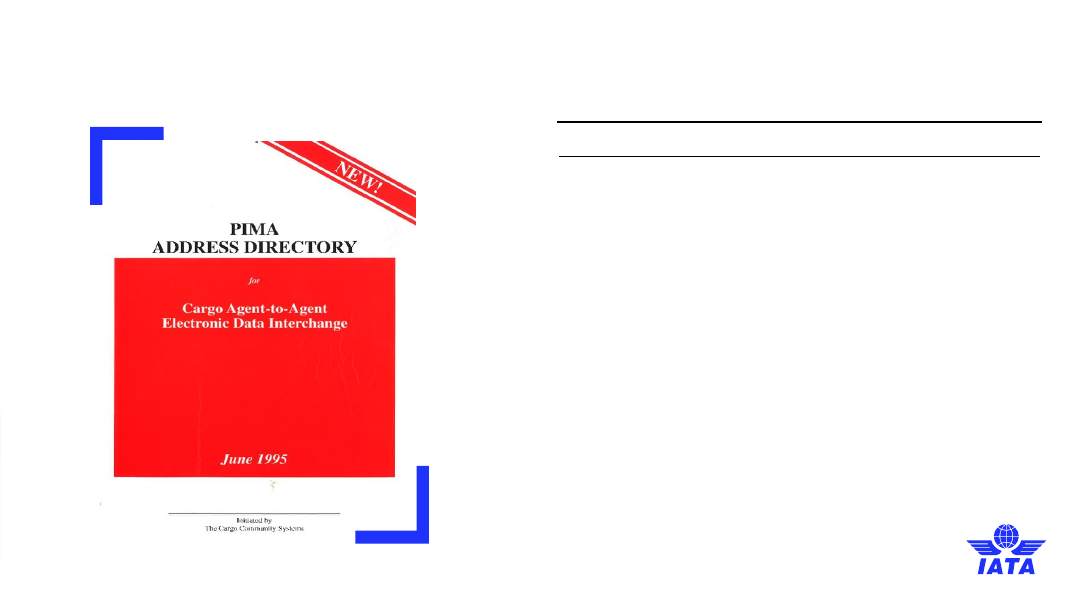 NEW!
PIMA
ADDRESS DIRECTORY
for
Cargo Agent-to-Agent
Electronic Data Interchange
June 1995
Initiated by
The Cargo Community Systems
IATA